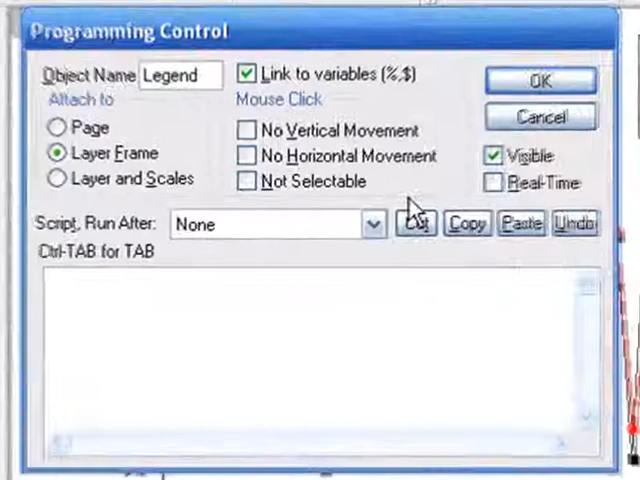 Programming Control
Object Name Legend
Link to variables (%,$)
OK
Attach to
Mouse Click
Cancel
Page
No Vertical Movement
Layer Frame
No Horizontal Movement
Visible
Layer and Scales
Not Selectable
Real-Time
Script, Run After: None
Cut Copy Paste Undo
Ctrl-TAB for TAB